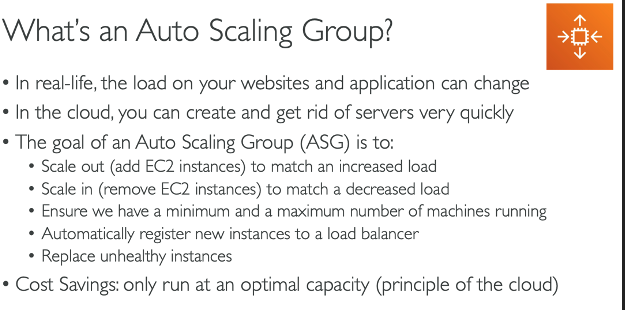 What's an Auto Scaling Group?
• In real-life, the load on your websites and application can change
• In the cloud, you can create and get rid of servers very quickly
• The goal of an Auto Scaling Group (ASG) is to:
• Scale out (add EC2 instances) to match an increased load
• Scale in (remove EC2 instances) to match a decreased load
• Ensure we have a minimum and a maximum number of machines running
• Automatically register new instances to a load balancer
• Replace unhealthy instances
• Cost Savings: only run at an optimal capacity (principle of the cloud)